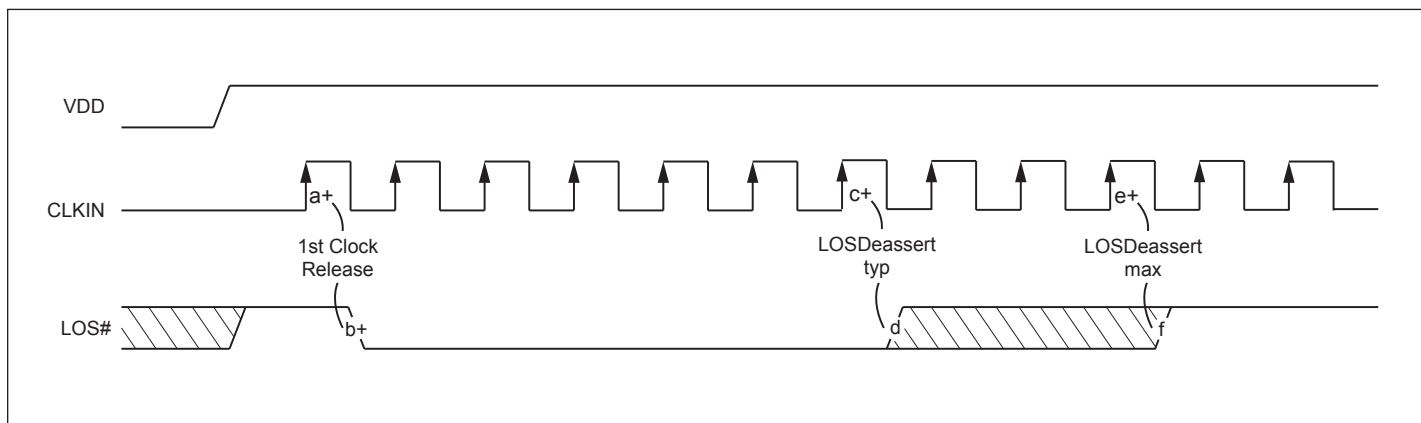 VDD
CLKIN
a+
c+
e+
1st Clock
Release
LOSDeassert
typ
LOSDeassert
max
LOS#
b+
d
f